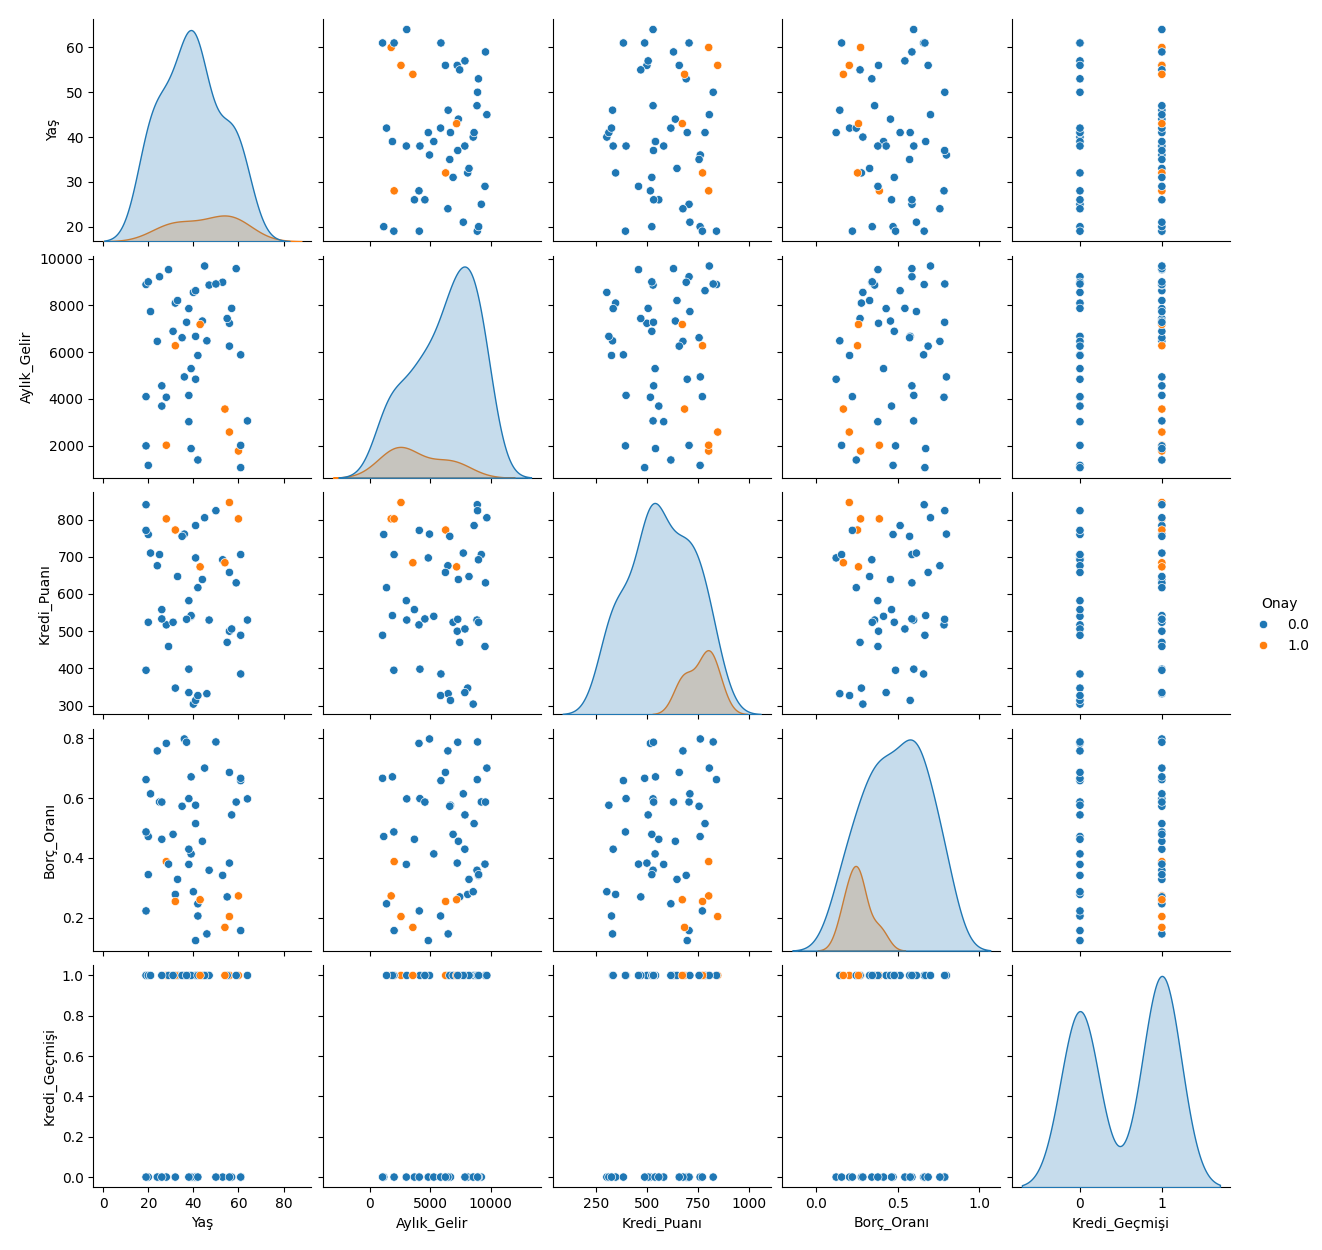 60
50
40
30
20
Yaş
10000
8000
6000
4000
2000
Aylık_Gelir
800
700
600
500
400
300
Kredi_Puanı
Onay
0.0
1.0
0.8
0.6
0.4
0.2
Borç_Oranı
1.0
0.8
0.6
0.4
0.2
0.0
Kredi_Geçmişi
0 20 40 60 80
0 5000 10000
250 500 750 1000
0.0 0.5 1.0
0 1
Yaş Aylık_Gelir Kredi_Puanı Borç_Oranı Kredi_Geçmişi